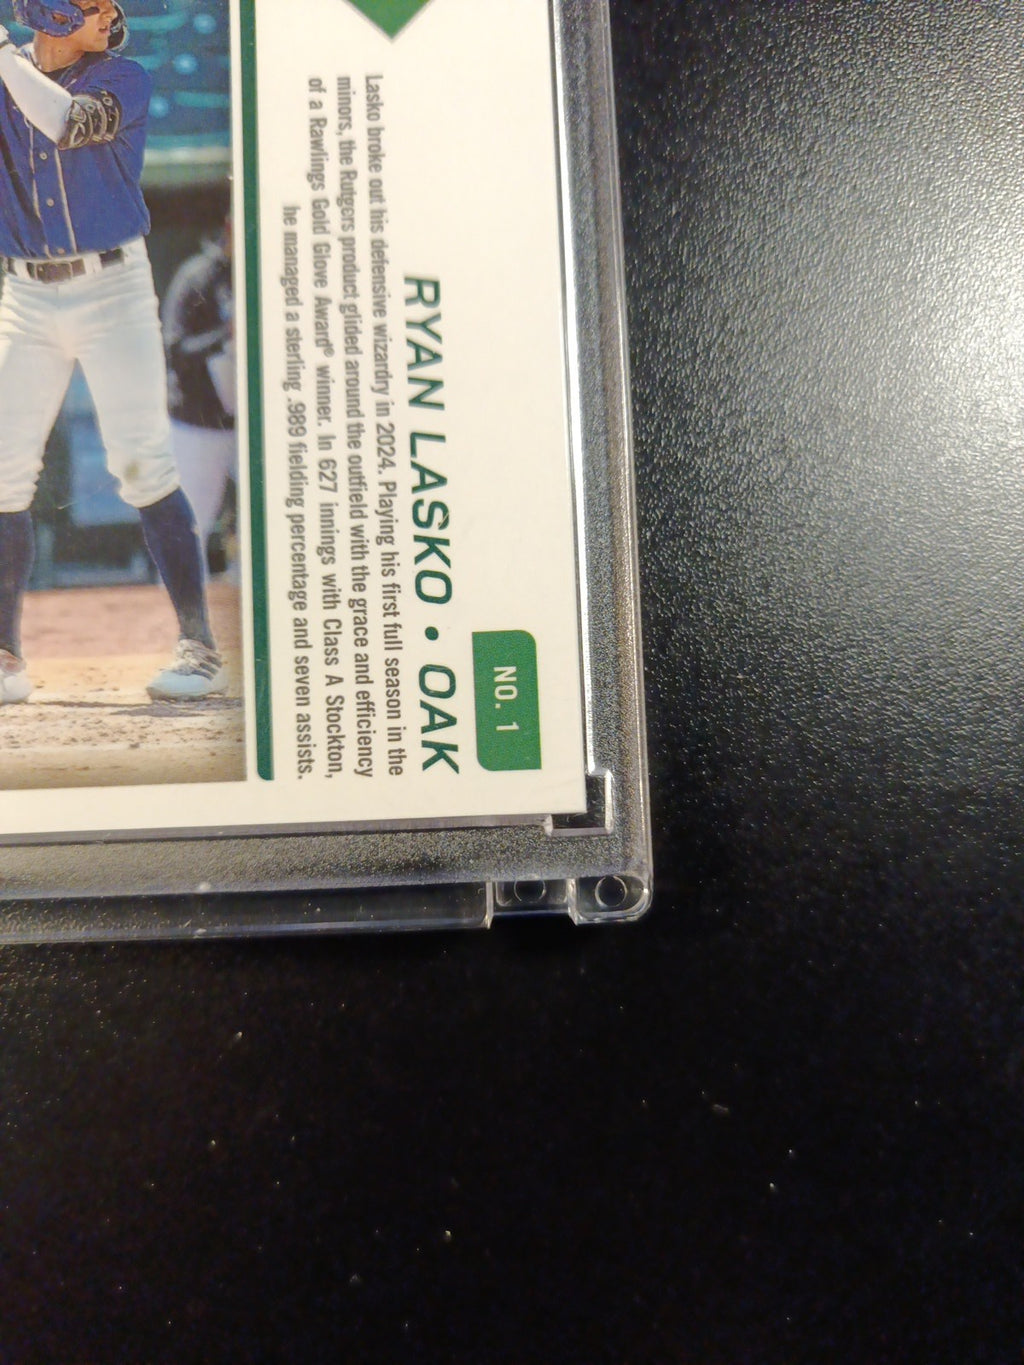 NO. 1
RYAN LASKO • OAK
Lasko broke out his defensive wizardry in 2024. Playing his first full season in the
minors, the Rutgers product glided around the outfield with the grace and efficiency
of a Rawlings Gold Glove Award® winner. In 627 innings with Class A Stockton,
he managed a sterling .989 fielding percentage and seven assists.